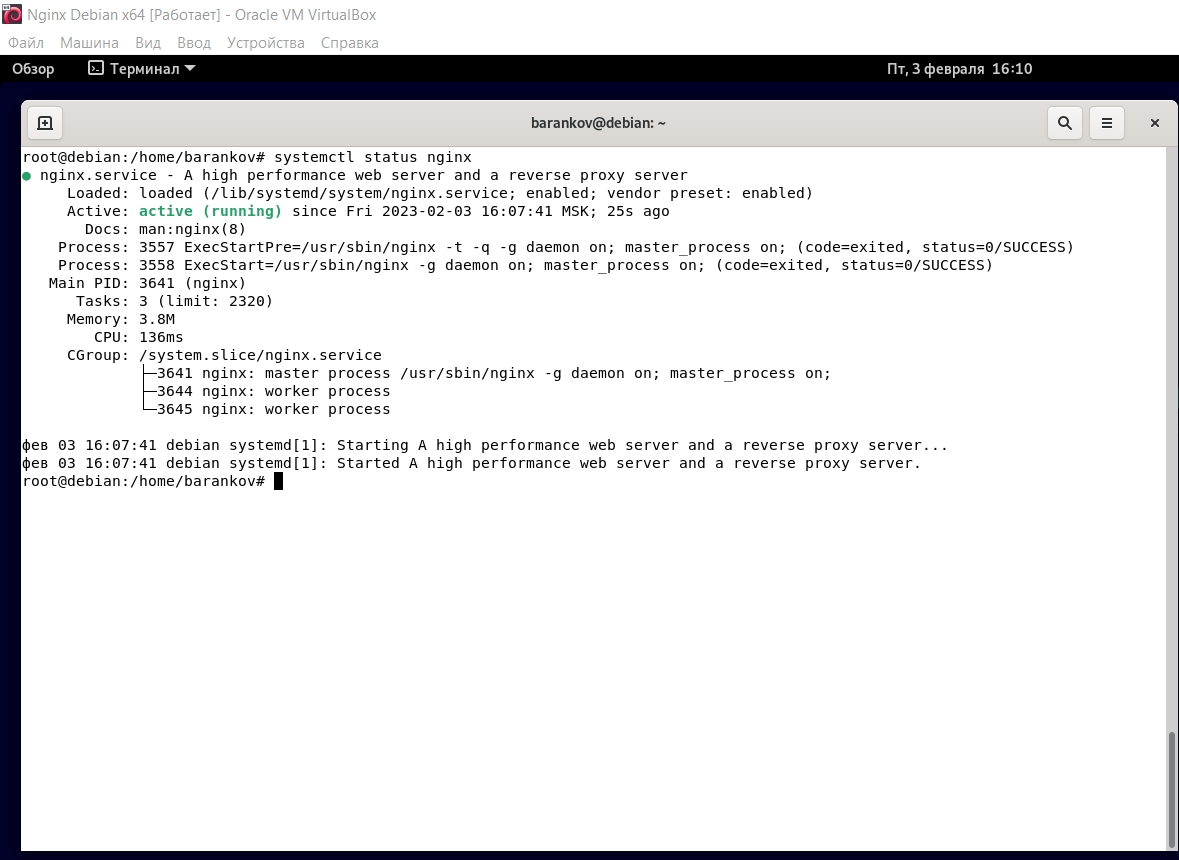 Nginx Debian x64 [Работает] - Oracle VM VirtualBox
Файл Машина Вид Ввод Устройства Справка
Обзор Терминал Пт, 3 февраля 16:10
barankov@debian: ~
root@debian:/home/barankov# systemctl status nginx
● nginx.service - A high performance web server and a reverse proxy server
     Loaded: loaded (/lib/systemd/system/nginx.service; enabled; vendor preset: enabled)
     Active: active (running) since Fri 2023-02-03 16:07:41 MSK; 25s ago
       Docs: man:nginx(8)
    Process: 3557 ExecStartPre=/usr/sbin/nginx -t -q -g daemon on; master_process on; (code=exited, status=0/SUCCESS)
    Process: 3558 ExecStart=/usr/sbin/nginx -g daemon on; master_process on; (code=exited, status=0/SUCCESS)
   Main PID: 3641 (nginx)
      Tasks: 3 (limit: 2320)
     Memory: 3.8M
        CPU: 136ms
     CGroup: /system.slice/nginx.service
             ├─3641 nginx: master process /usr/sbin/nginx -g daemon on; master_process on;
             ├─3644 nginx: worker process
             └─3645 nginx: worker process
фев 03 16:07:41 debian systemd[1]: Starting A high performance web server and a reverse proxy server...
фев 03 16:07:41 debian systemd[1]: Started A high performance web server and a reverse proxy server.
root@debian:/home/barankov#